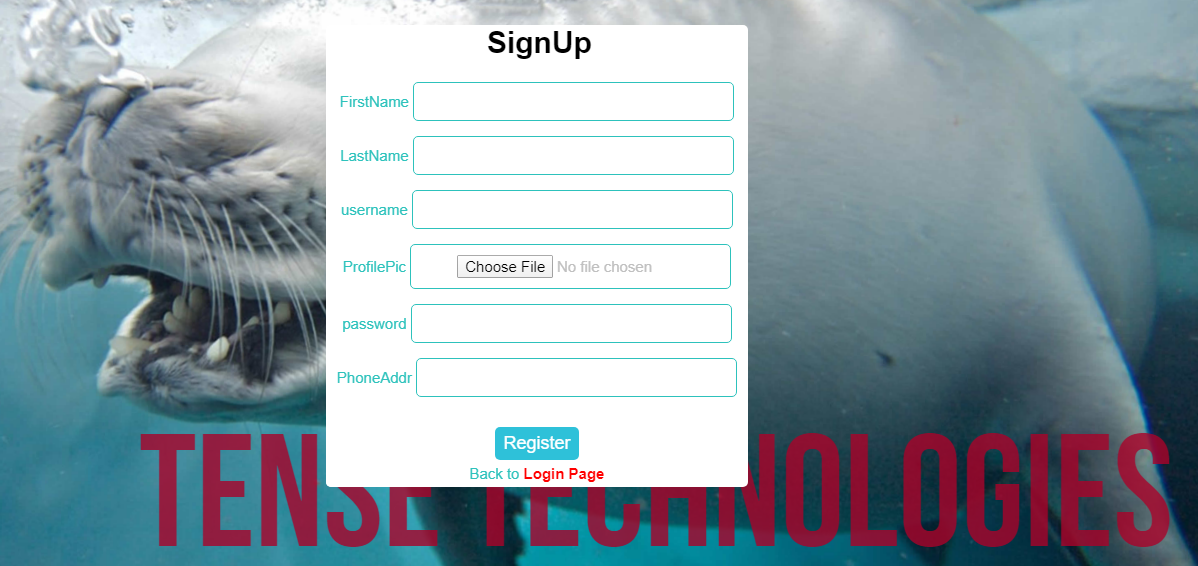 SignUp
FirstName
LastName
username
ProfilePic Choose File No file chosen
password
PhoneAddr
Register
Back to Login Page
TENSE TECHNOLOGIES